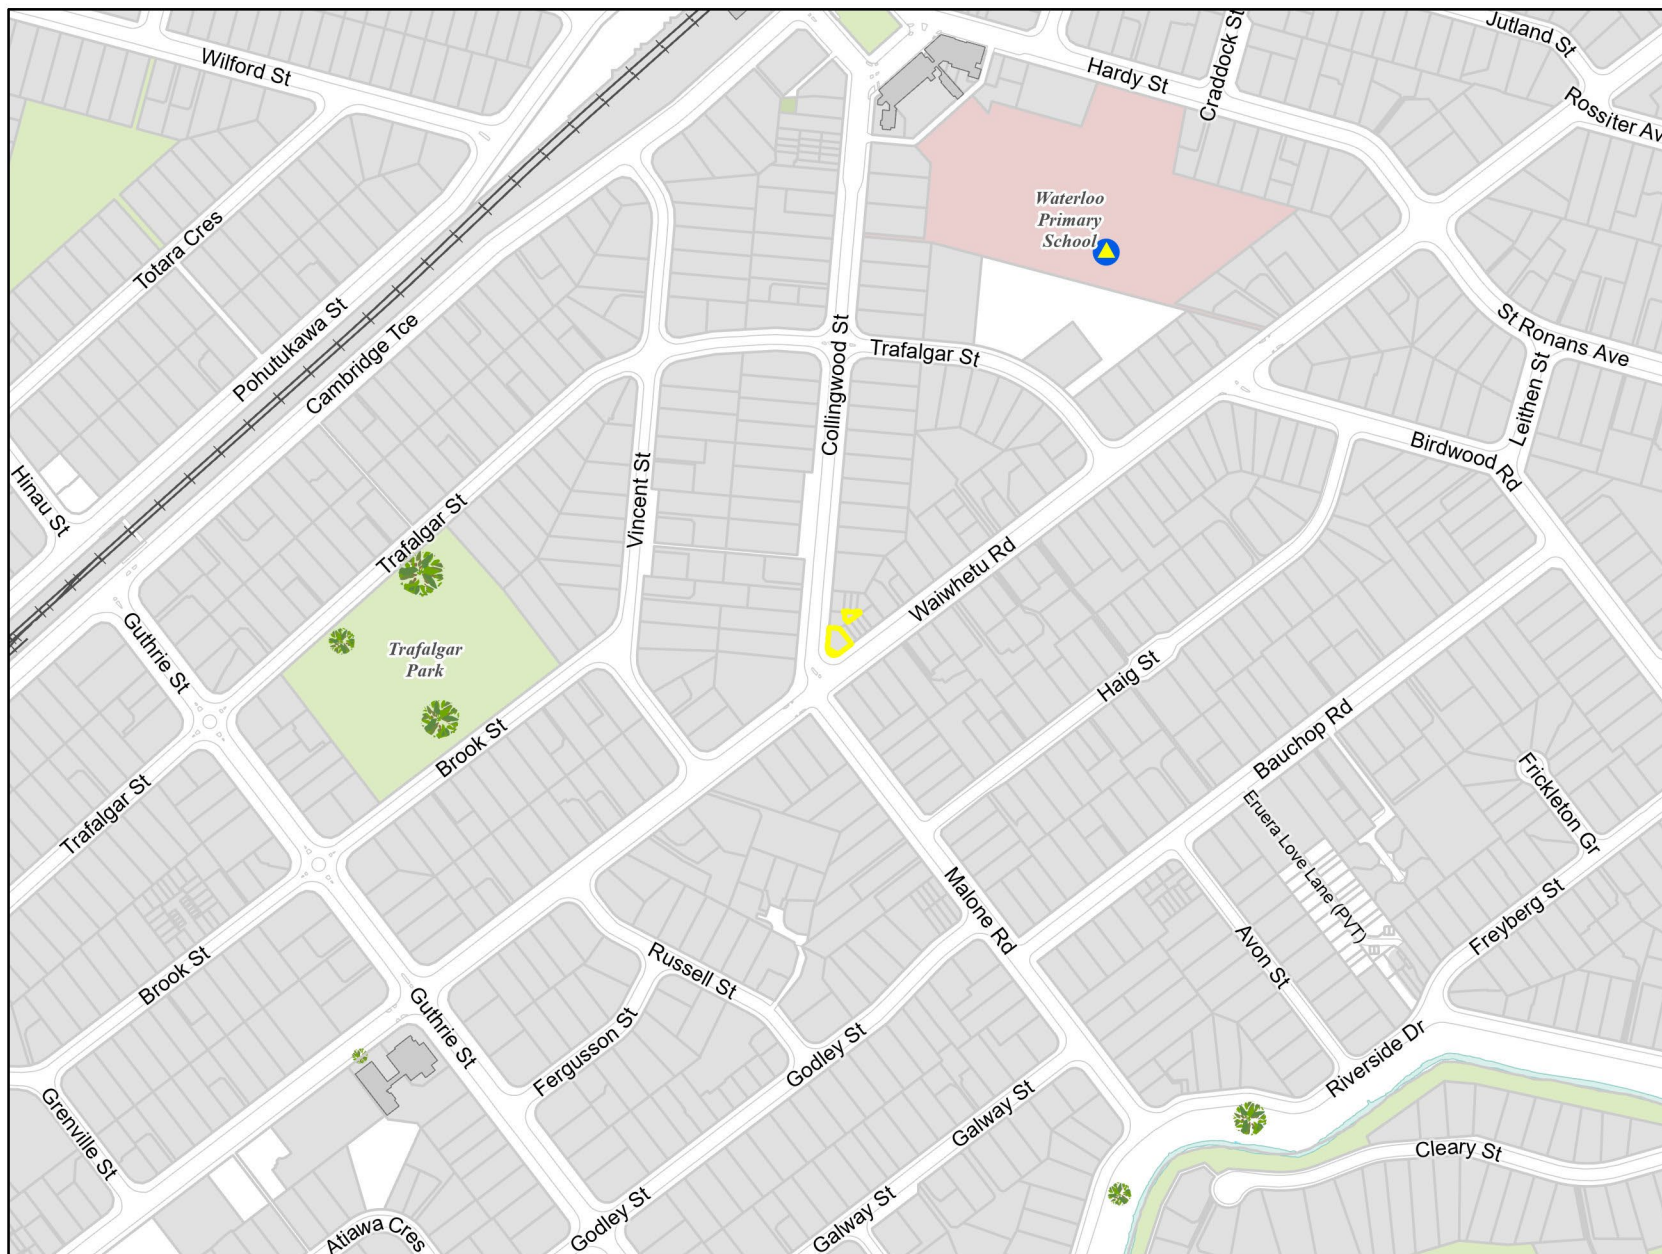 Jutland St
Wilford St
Craddock St
Hardy St
Rossiter Av
Waterloo
Primary
School
Totara Cres
Pohutukawa St
Cambridge Tce
St Ronans Ave
Collingwood St
Trafalgar St
Leithen St
Birdwood Rd
Hinau St
Vincent St
Trafalgar St
Waiwhetu Rd
Guthrie St
Trafalgar
Park
Haig St
Bauchop Rd
Brook St
Frickleton Gr
Trafalgar St
Eruera Love Lane (PVT)
Malone Rd
Freyberg St
Avon St
Brook St
Russell St
Guthrie St
Fergusson St
Godley St
Riverside Dr
Grenville St
Galway St
Cleary St
Godley St
Galway St
Atiawa Cres